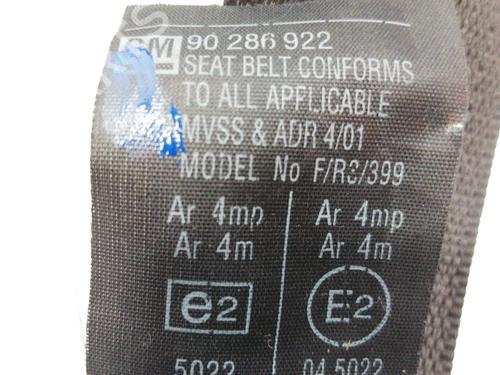 GM 90 286 922
SEAT BELT CONFORMS
TO ALL APPLICABLE
MVSS & ADR 4/01
MODEL No F/R3/399
Ar 4mp Ar 4mp
Ar 4m Ar 4m
e2 E2
5022 04 5022